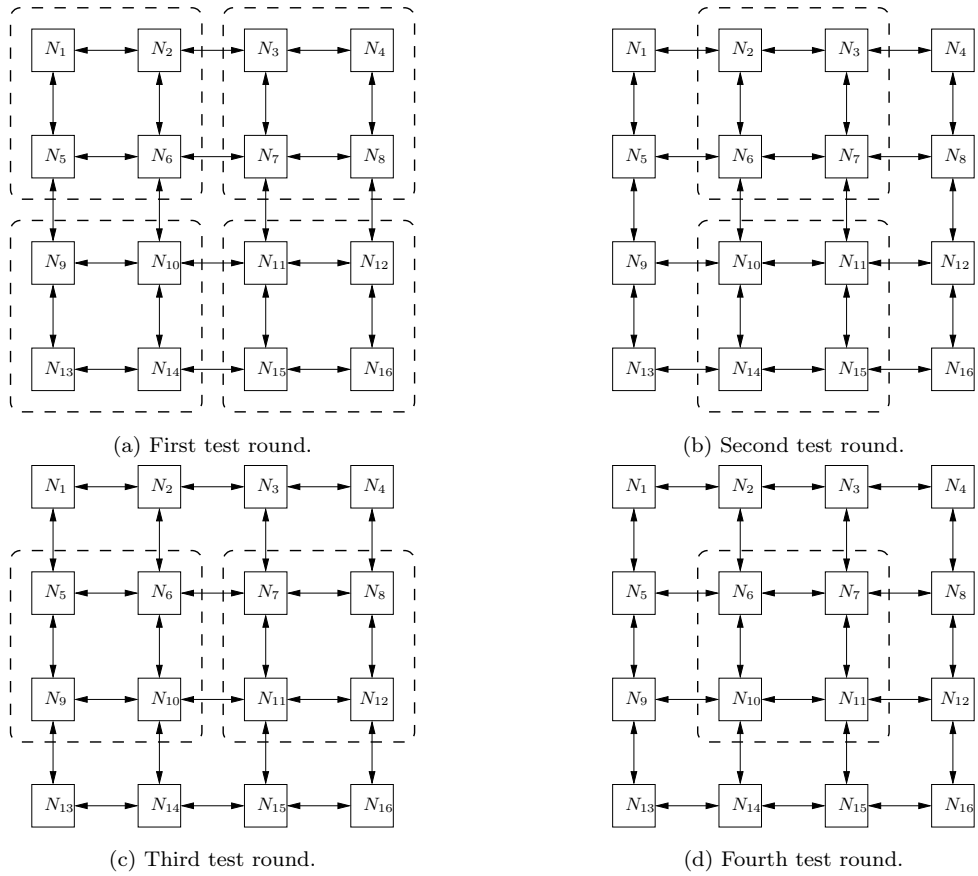 N1 N2 N3 N4 N1 N2 N3 N4
N5 N6 N7 N8 N5 N6 N7 N8
N9 N10 N11 N12 N9 N10 N11 N12
N13 N14 N15 N16 N13 N14 N15 N16
(a) First test round. (b) Second test round.
N1 N2 N3 N4 N1 N2 N3 N4
N5 N6 N7 N8 N5 N6 N7 N8
N9 N10 N11 N12 N9 N10 N11 N12
N13 N14 N15 N16 N13 N14 N15 N16
(c) Third test round. (d) Fourth test round.